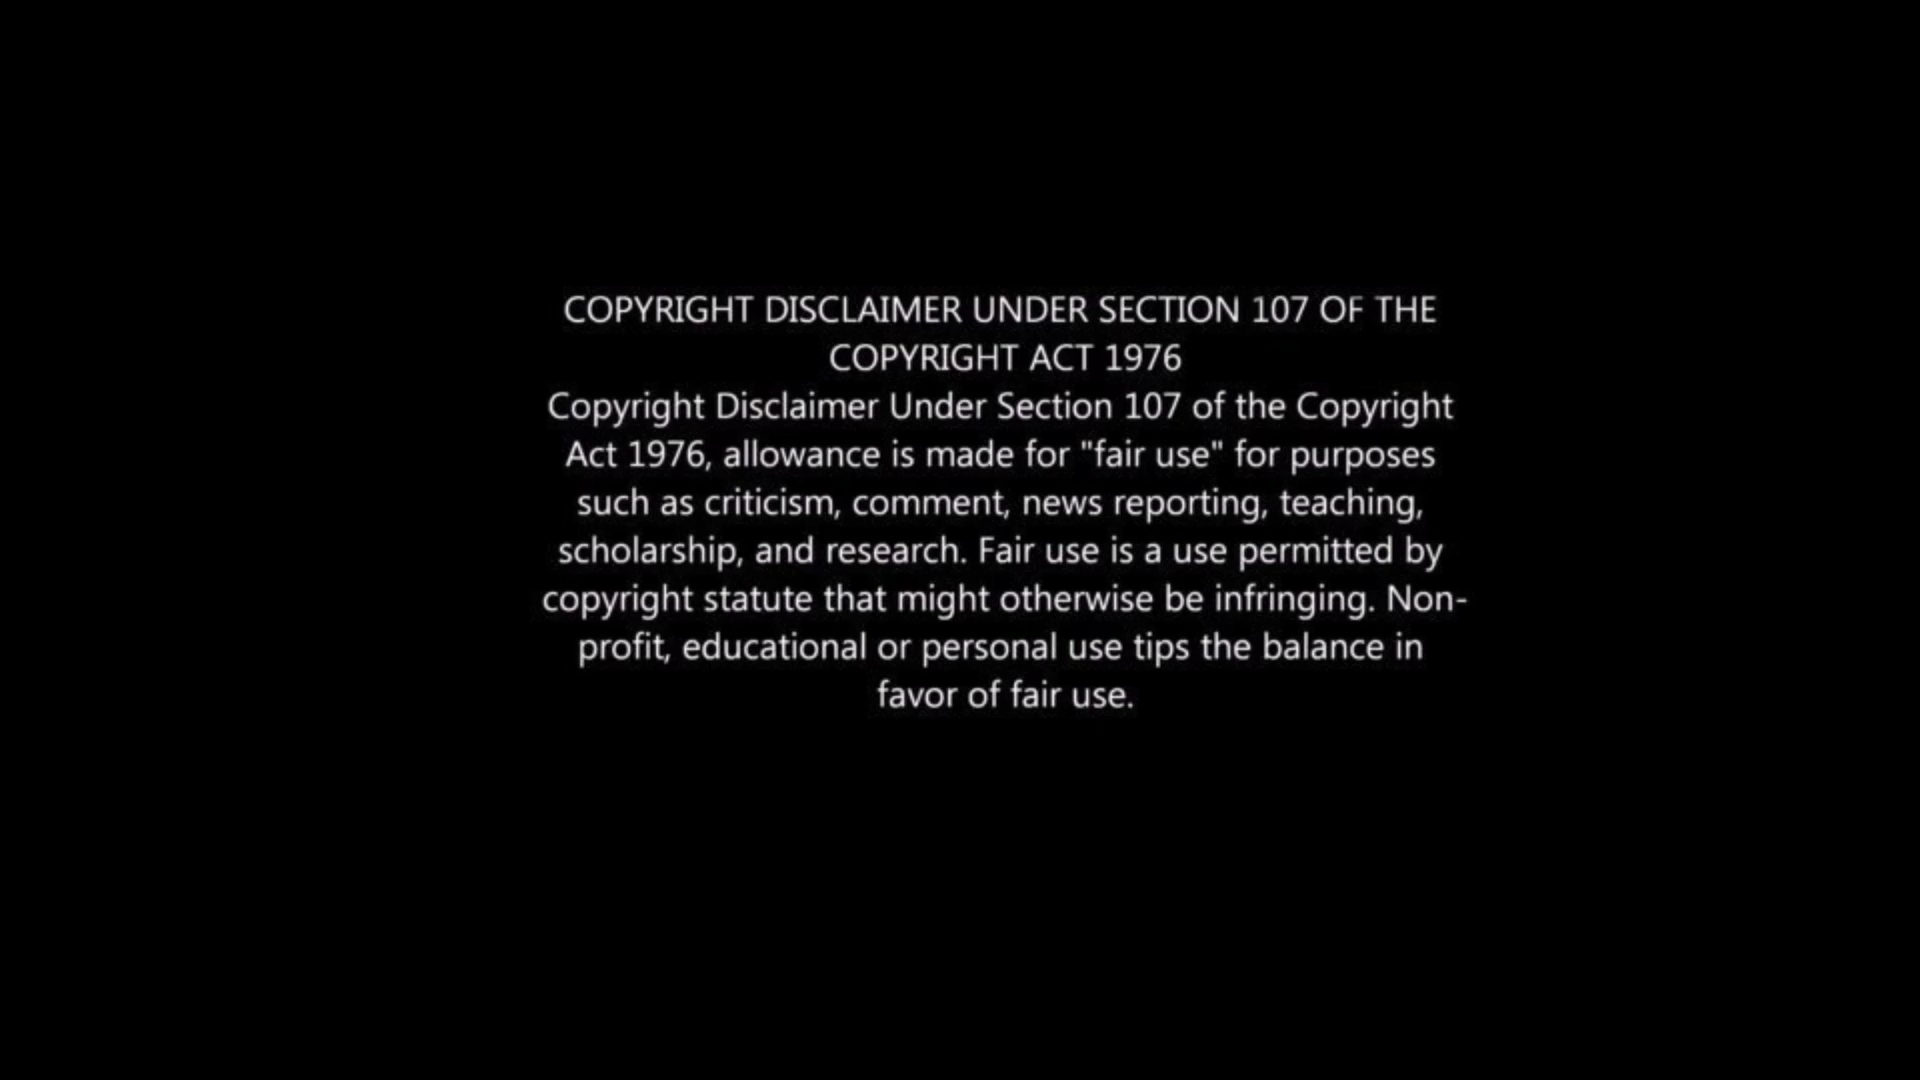 COPYRIGHT DISCLAIMER UNDER SECTION 107 OF THE
COPYRIGHT ACT 1976
Copyright Disclaimer Under Section 107 of the Copyright
Act 1976, allowance is made for "fair use" for purposes
such as criticism, comment, news reporting, teaching,
scholarship, and research. Fair use is a use permitted by
copyright statute that might otherwise be infringing. Non-
profit, educational or personal use tips the balance in
favor of fair use.